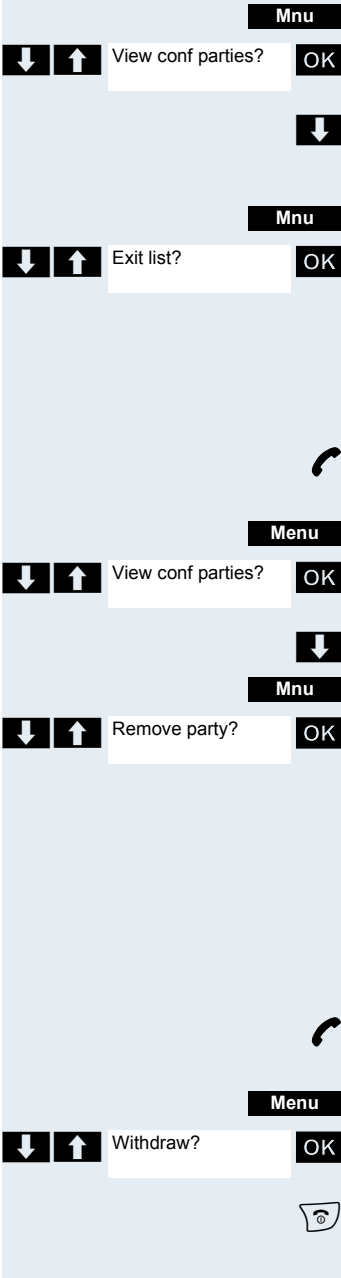 Mnu
View conf parties? OK
Mnu
Exit list? OK
Menu
View conf parties? OK
Mnu
Remove party? OK
Menu
Withdraw? OK